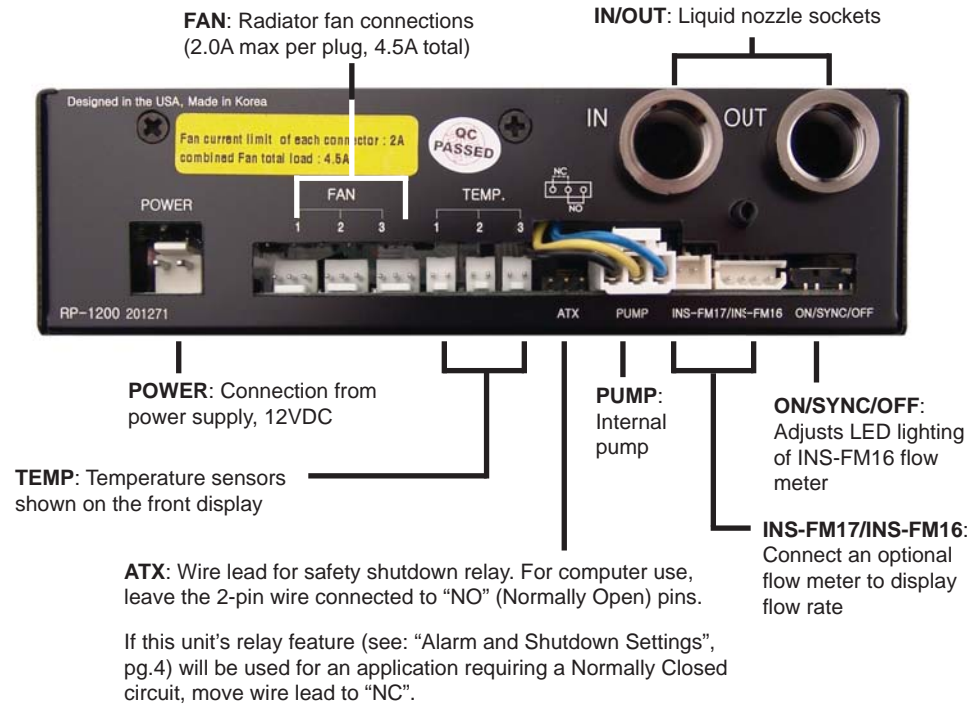 FAN: Radiator fan connections
(2.0A max per plug, 4.5A total)
IN/OUT: Liquid nozzle sockets
Designed in the USA, Made in Korea
Fan current limit of each connector : 2A
combined Fan total load : 4.5A
QC
PASSED
IN
OUT
NC
NO
POWER
FAN
1 2 3
TEMP.
1 2 3
RP-1200 201271
ATX
PUMP
INS-FM17/INS-FM16
ON/SYNC/OFF
POWER: Connection from
power supply, 12VDC
PUMP:
Internal
pump
ON/SYNC/OFF:
Adjusts LED lighting
of INS-FM16 flow
meter
TEMP: Temperature sensors
shown on the front display
INS-FM17/INS-FM16:
Connect an optional
flow meter to display
flow rate
ATX: Wire lead for safety shutdown relay. For computer use,
leave the 2-pin wire connected to “NO” (Normally Open) pins.
If this unit’s relay feature (see: “Alarm and Shutdown Settings”,
pg.4) will be used for an application requiring a Normally Closed
circuit, move wire lead to “NC”.